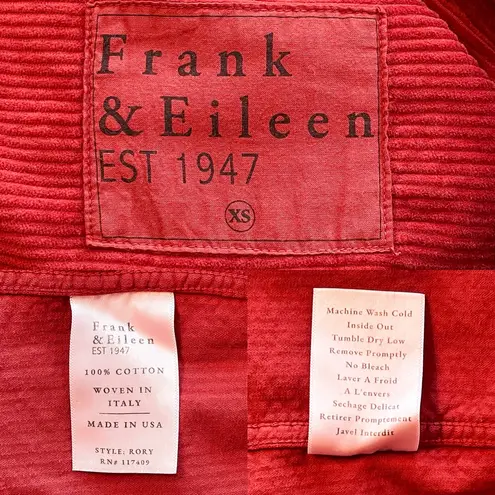 Frank
& Eileen
EST 1947
XS
Frank
& Eileen
EST 1947
100% COTTON
WOVEN IN
ITALY
MADE IN USA
STYLE: RORY
RN# 117409
Machine Wash Cold
Inside Out
Tumble Dry Low
Remove Promptly
No Bleach
Laver A Froid
A L'envers
Sechage Delicat
Retirer Promptement
Javel Interdit